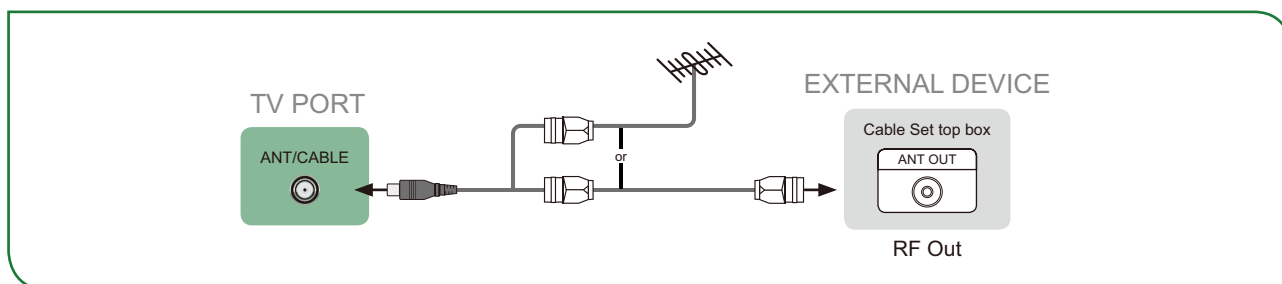 TV PORT
ANT/CABLE
or
EXTERNAL DEVICE
Cable Set top box
ANT OUT
RF Out